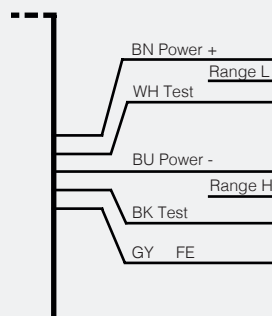 BN Power +
Range L
WH Test
BU Power -
Range H
BK Test
GY FE